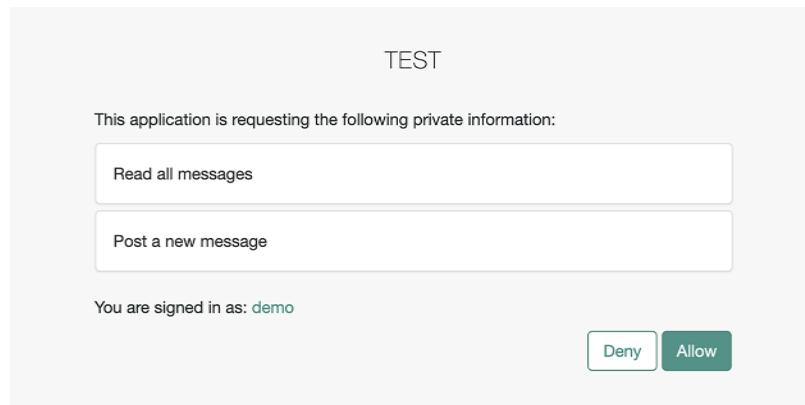 TEST
This application is requesting the following private information:
Read all messages
Post a new message
You are signed in as: demo
Deny Allow